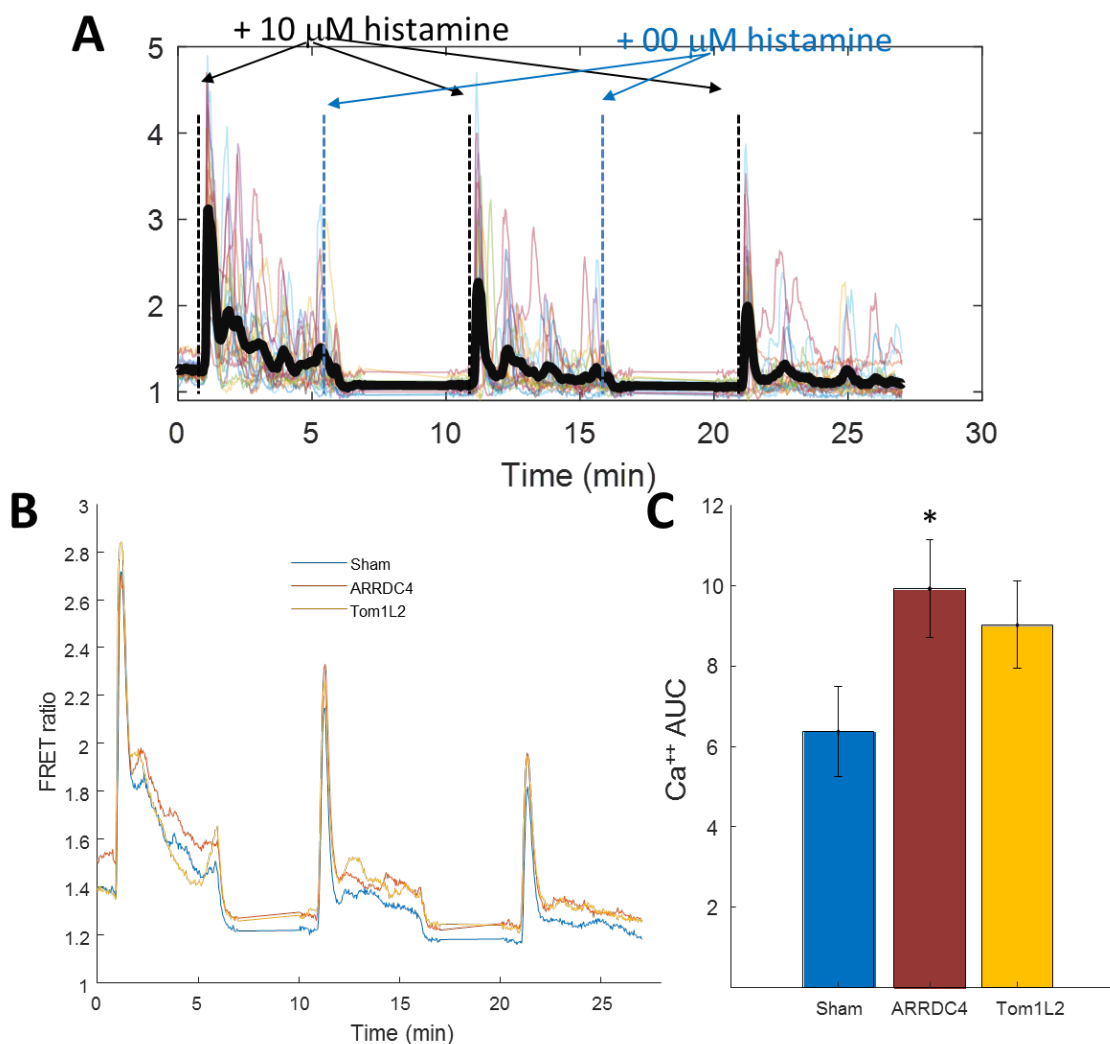 A
+ 10 μM histamine
+ 00 μM histamine
5
4
3
2
1
0 5 10 15 20 25 30
Time (min)
B
3
2.8
2.6
2.4
2.2
2
1.8
1.6
1.4
1.2
1
FRET ratio
Sham
ARRDC4
Tom1L2
0 5 10 15 20 25
Time (min)
C
12
10
8
6
4
2
Ca++ AUC
*
Sham ARRDC4 Tom1L2